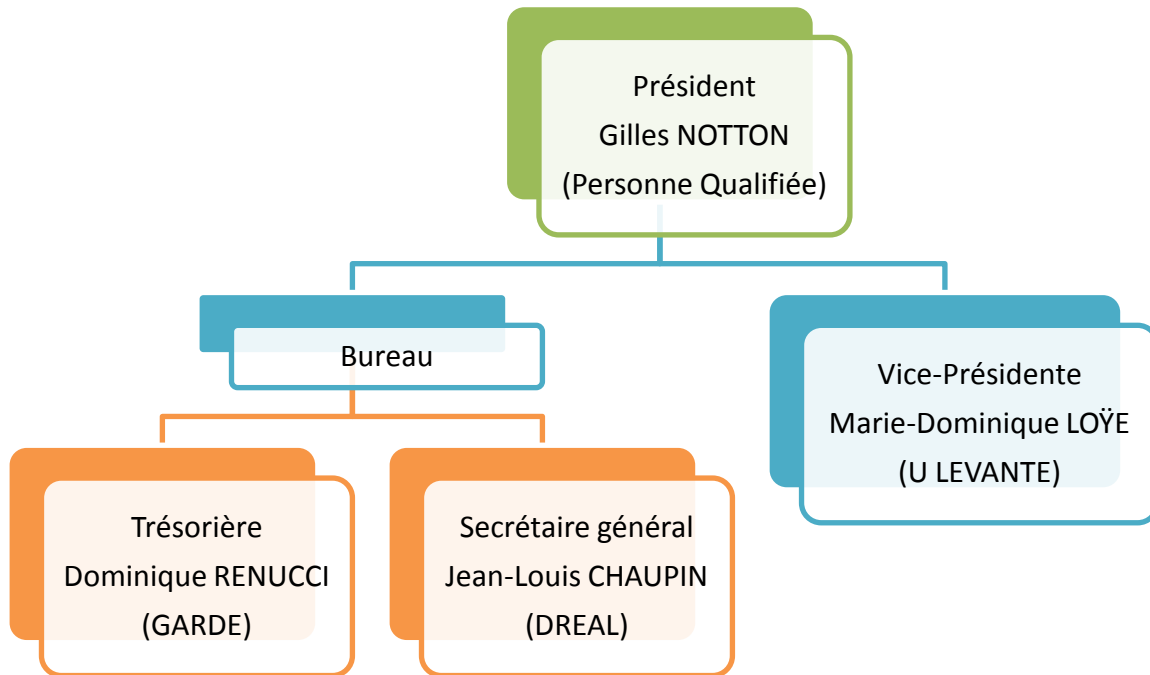 Président
Gilles NOTTON
(Personne Qualifiée)
Bureau
Vice-Présidente
Marie-Dominique LOŸE
(U LEVANTE)
Trésorière
Dominique RENUCCI
(GARDE)
Secrétaire général
Jean-Louis CHAUPIN
(DREAL)